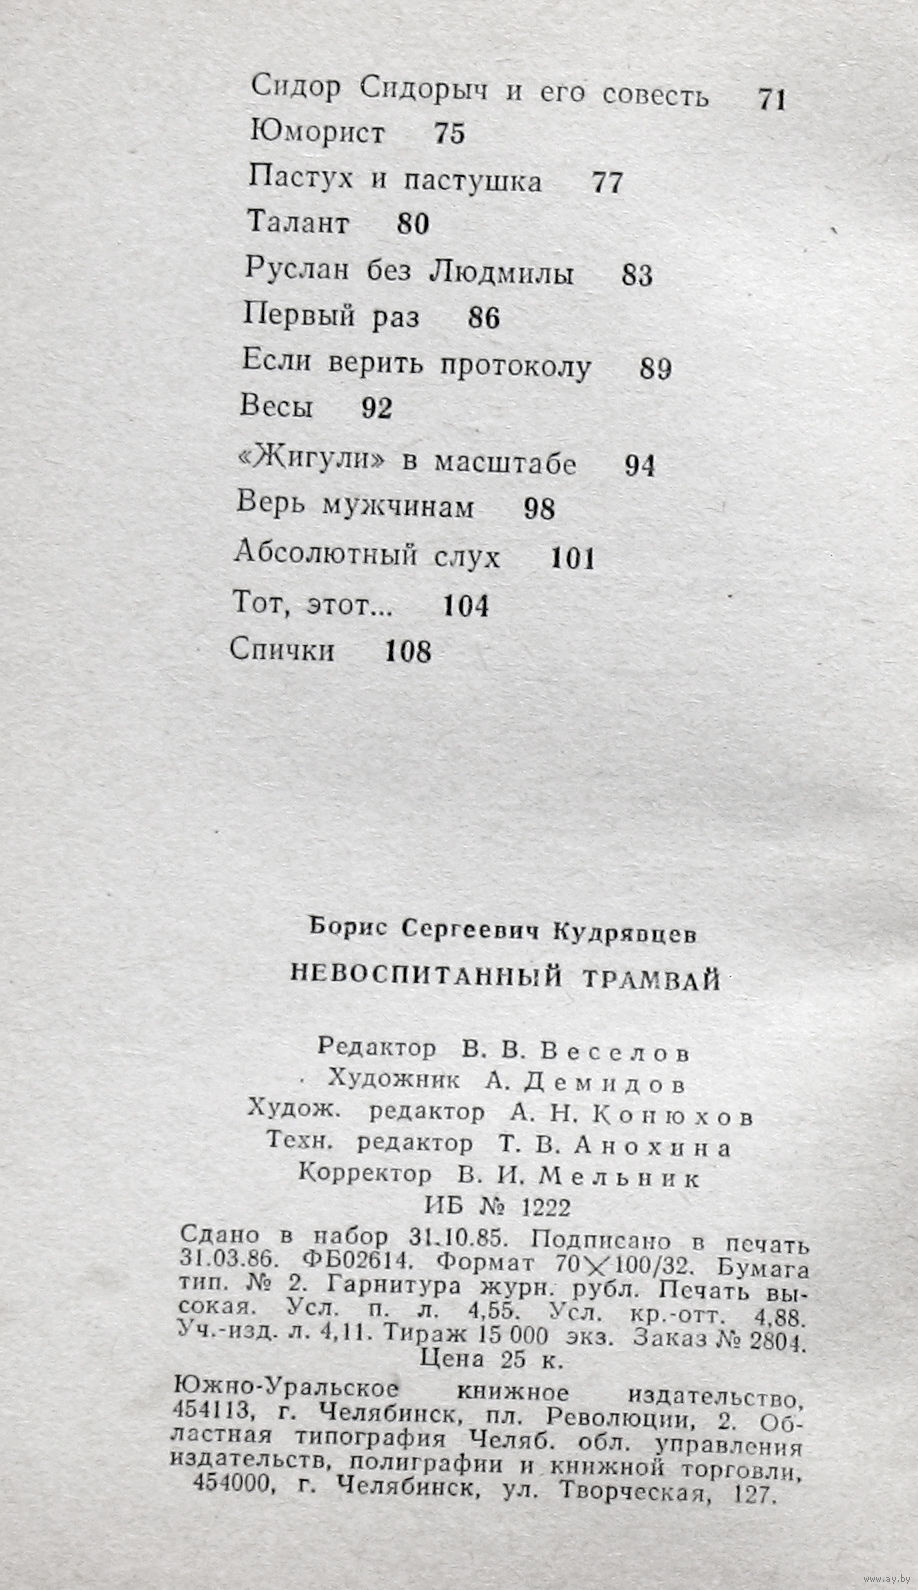 Сидор Сидорыч и его совесть 71
Юморист 75
Пастух и пастушка 77
Талант 80
Руслан без Людмилы 83
Первый раз 86
Если верить протоколу 89
Весы 92
«Жигули» в масштабе 94
Верь мужчинам 98
Абсолютный слух 101
Тот, этот... 104
Спички 108
Борис Сергеевич Кудрявцев
НЕВОСПИТАННЫЙ ТРАМВАЙ
Редактор В. В. Веселов
Художник А. Демидов
Худож. редактор А. Н. Конюхов
Техн. редактор Т. В. Анохина
Корректор В. И. Мельник
ИБ № 1222
Сдано в набор 31.10.85. Подписано в печать
31.03.86. ФБ02614. Формат 70×100/32. Бумага
тип. № 2. Гарнитура журн. рубл. Печать вы-
сокая. Усл. п. л. 4,55. Усл. кр.-отт. 4,88.
Уч.-изд. л. 4,11. Тираж 15 000 экз. Заказ № 2804.
Цена 25 к.
Южно-Уральское книжное издательство,
454113, г. Челябинск, пл. Революции, 2. Об-
ластная типография Челяб. обл. управления
издательств, полиграфии и книжной торговли,
454000, г. Челябинск, ул. Творческая, 127.
www.ay.by